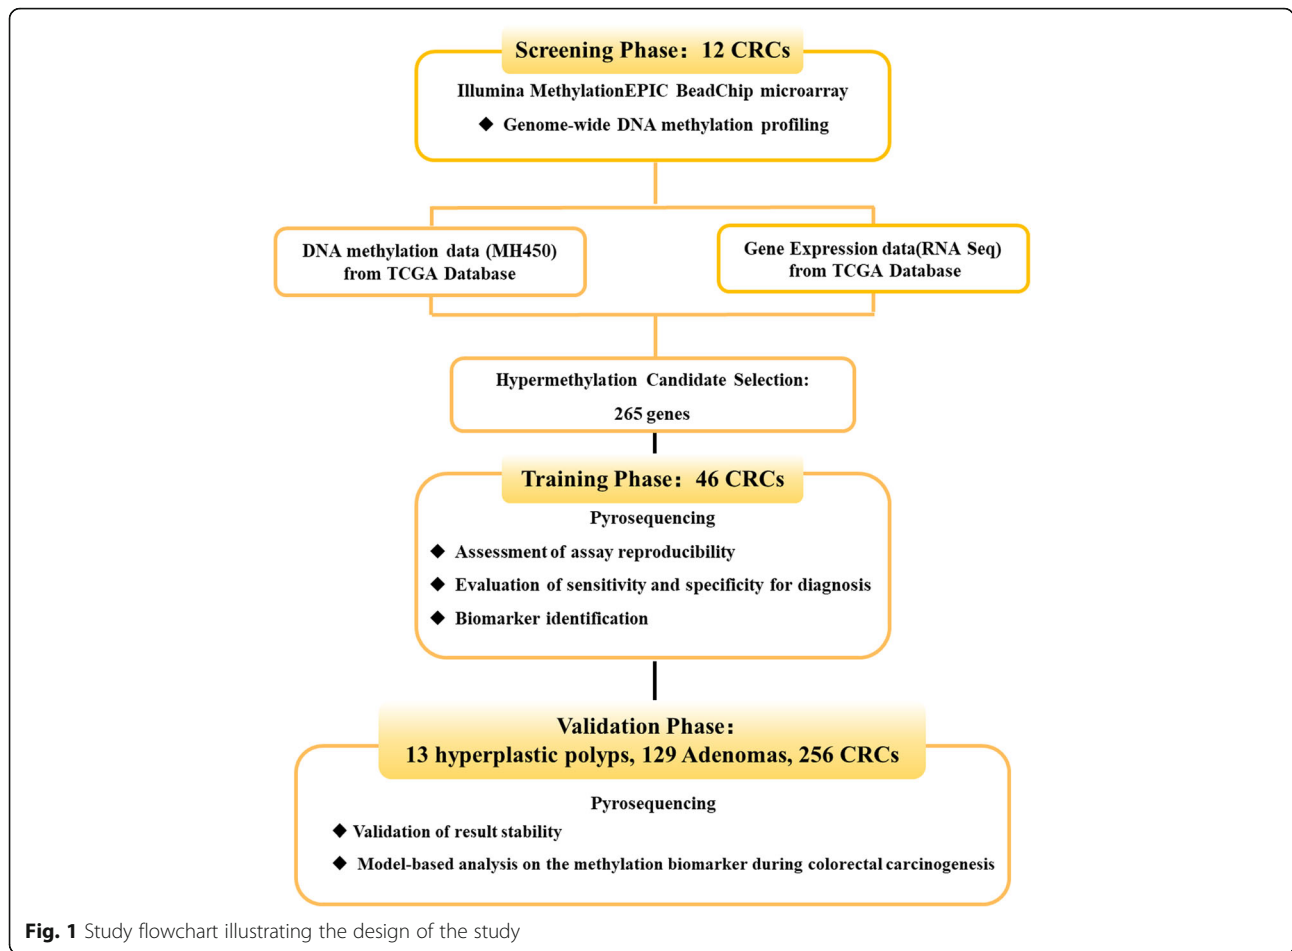 Screening Phase: 12 CRCs
Illumina MethylationEPIC BeadChip microarray
◆ Genome-wide DNA methylation profiling
DNA methylation data (MH450)
from TCGA Database
Gene Expression data(RNA Seq)
from TCGA Database
Hypermethylation Candidate Selection:
265 genes
Training Phase: 46 CRCs
Pyrosequencing
◆ Assessment of assay reproducibility
◆ Evaluation of sensitivity and specificity for diagnosis
◆ Biomarker identification
Validation Phase:
13 hyperplastic polyps, 129 Adenomas, 256 CRCs
Pyrosequencing
◆ Validation of result stability
◆ Model-based analysis on the methylation biomarker during colorectal carcinogenesis
Fig. 1 Study flowchart illustrating the design of the study